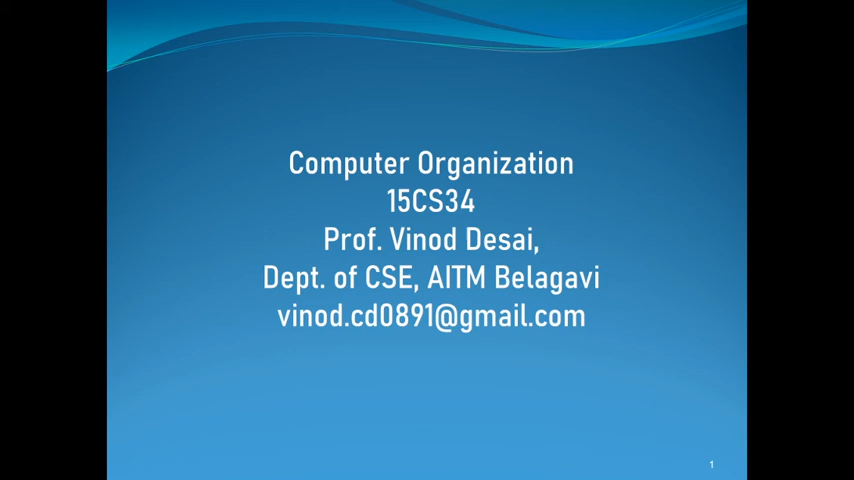 Computer Organization
15CS34
Prof. Vinod Desai,
Dept. of CSE, AITM Belagavi
vinod.cd0891@gmail.com
1